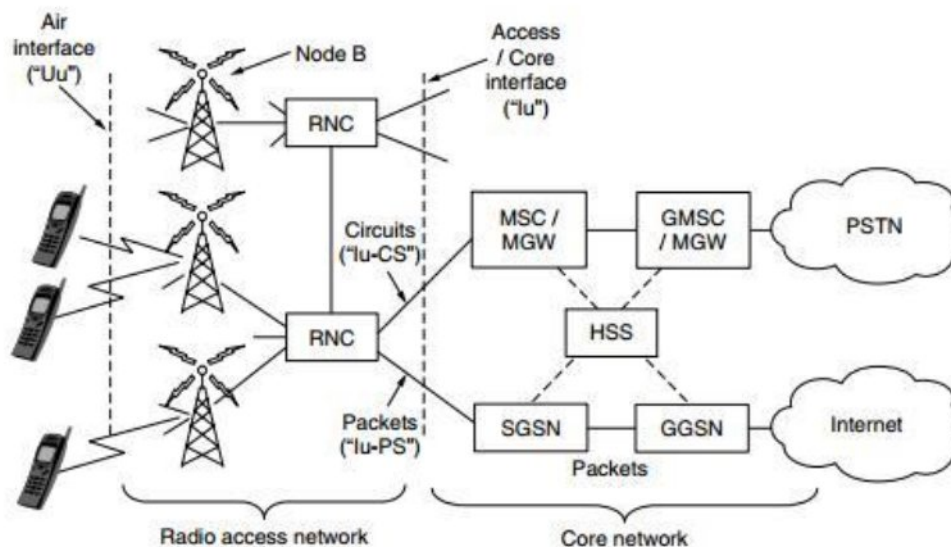 Air
interface
("Uu")
Node B
Access
/ Core
interface
("Iu")
RNC
Circuits
("Iu-CS")
MSC /
MGW
GMSC
/ MGW
PSTN
RNC
HSS
Packets
("Iu-PS")
SGSN
GGSN
Internet
Packets
Radio access network
Core network